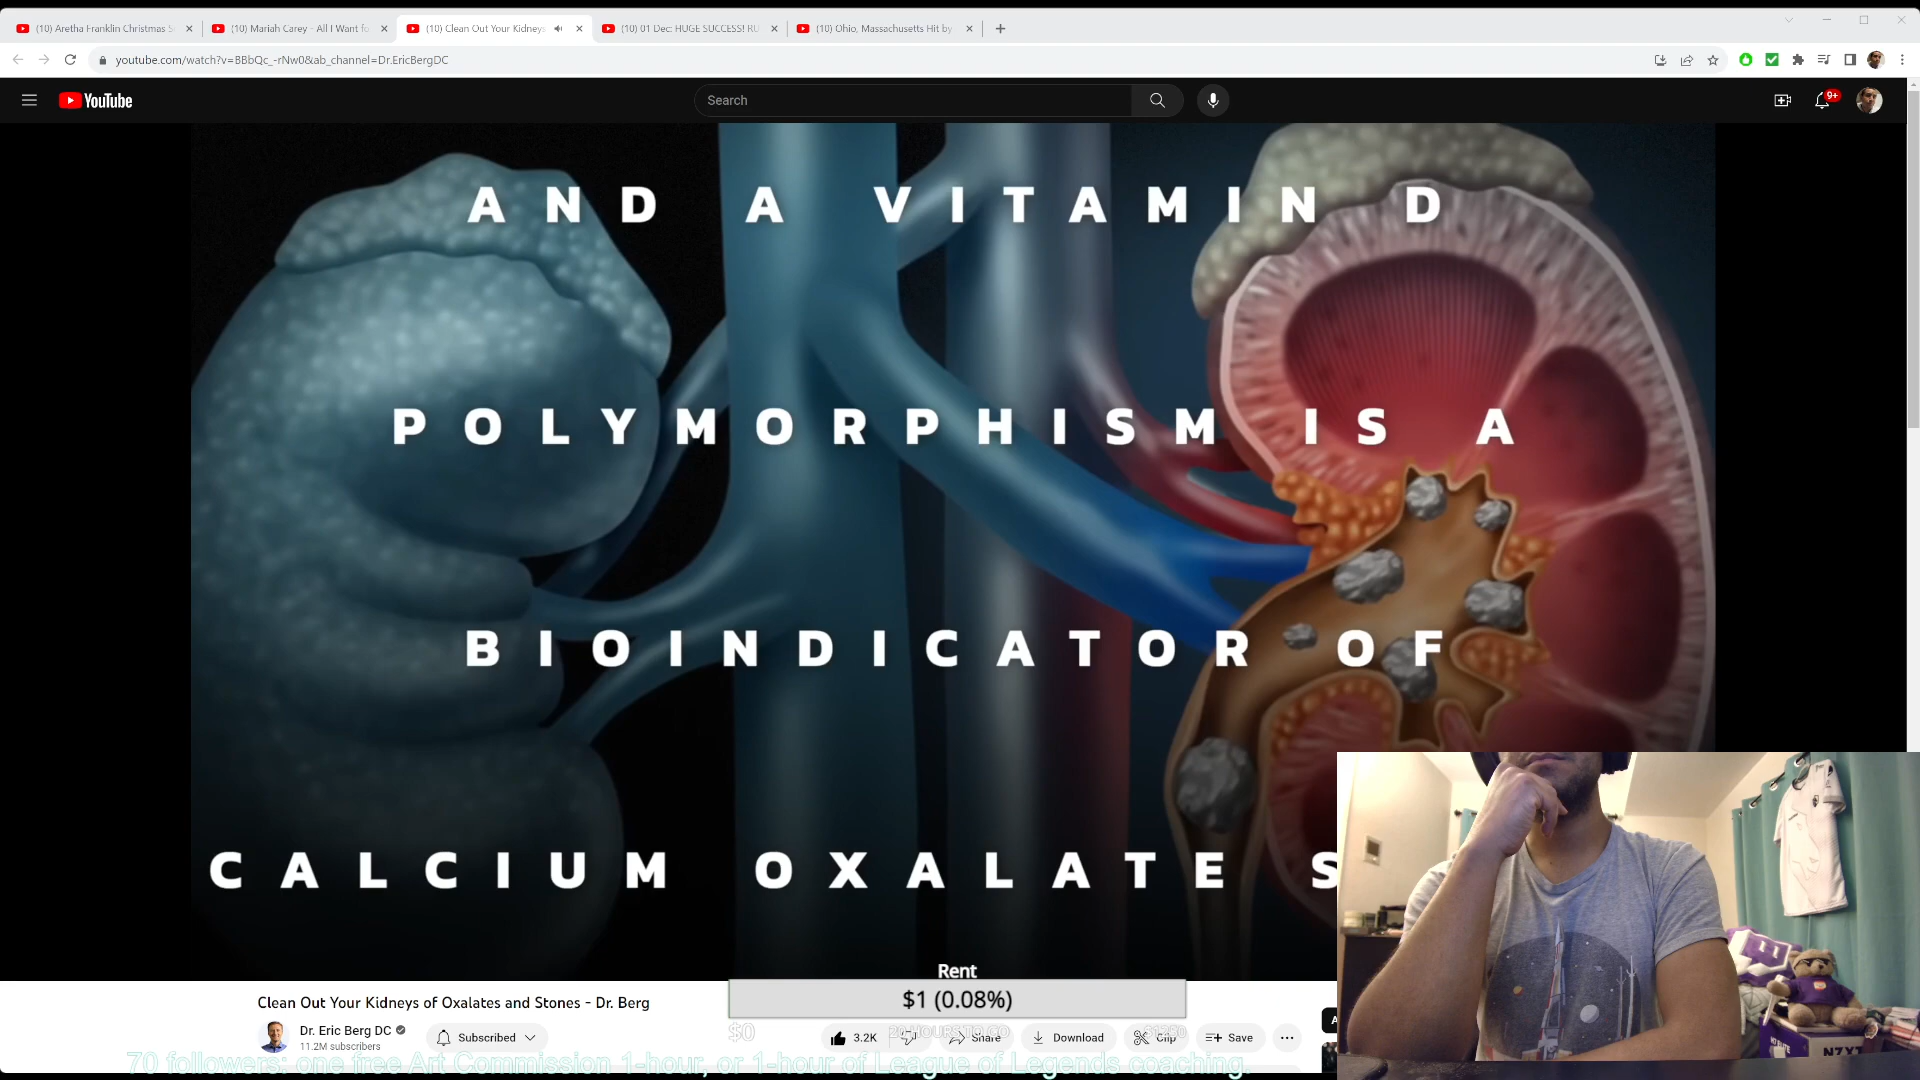 (10) Aretha Franklin Christmas S
(10) Mariah Carey - All I Want fo
(10) Clean Out Your Kidneys
(10) 01 Dec: HUGE SUCCESS! RU
(10) Ohio, Massachusetts Hit by
youtube.com/watch?v=BBbQc_-rNw0&ab_channel=Dr.EricBergDC
YouTube
Search
9+
AND A VITAMIN D
POLYMORPHISM IS A
BIOINDICATOR OF
CALCIUM OXALATE S
Rent
$1 (0.08%)
$0
Clean Out Your Kidneys of Oxalates and Stones - Dr. Berg
Dr. Eric Berg DC
11.2M subscribers
Subscribed
3.2K
Share
Download
Clip
Save
70 followers: one free Art Commission 1-hour, or 1-hour of League of Legends coaching.